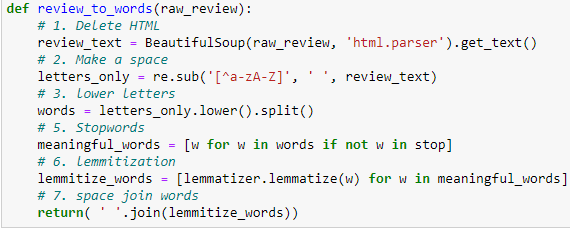 def review_to_words(raw_review):
    # 1. Delete HTML
    review_text = BeautifulSoup(raw_review, 'html.parser').get_text()
    # 2. Make a space
    letters_only = re.sub('[^a-zA-Z]', ' ', review_text)
    # 3. lower letters
    words = letters_only.lower().split()
    # 5. Stopwords
    meaningful_words = [w for w in words if not w in stop]
    # 6. lemmitization
    lemmitize_words = [lemmatizer.lemmatize(w) for w in meaningful_words]
    # 7. space join words
    return( ' '.join(lemmitize_words))